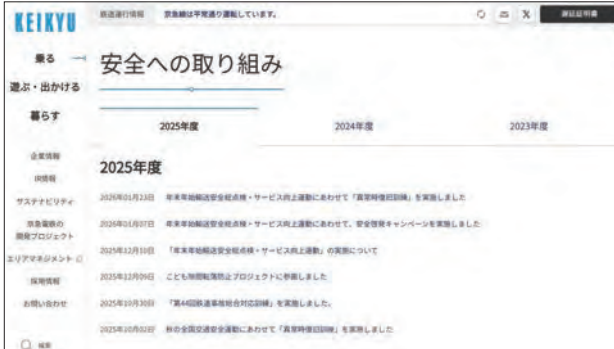 KEIKYU
鉄道運行情報 京急線は平常通り運転しています。
X 遅延証明書
乗る
遊ぶ・出かける
暮らす
企業情報
IR情報
サステナビリティ
京急電鉄の
開発プロジェクト
エリアマネジメント
採用情報
お問い合わせ
検索
安全への取り組み
2025年度 2024年度 2023年度
2025年度
2026年01月23日 年末年始輸送安全総点検・サービス向上運動にあわせて「異常時復旧訓練」を実施しました
2026年01月07日 年末年始輸送安全総点検・サービス向上運動にあわせて、安全啓発キャンペーンを実施しました
2025年12月10日 「年末年始輸送安全総点検・サービス向上運動」の実施について
2025年12月09日 こども隙間転落防止プロジェクトに参画しました
2025年10月30日 「第44回鉄道事故総合対応訓練」を実施しました。
2025年10月02日 秋の全国交通安全運動にあわせて「異常時復旧訓練」を実施しました